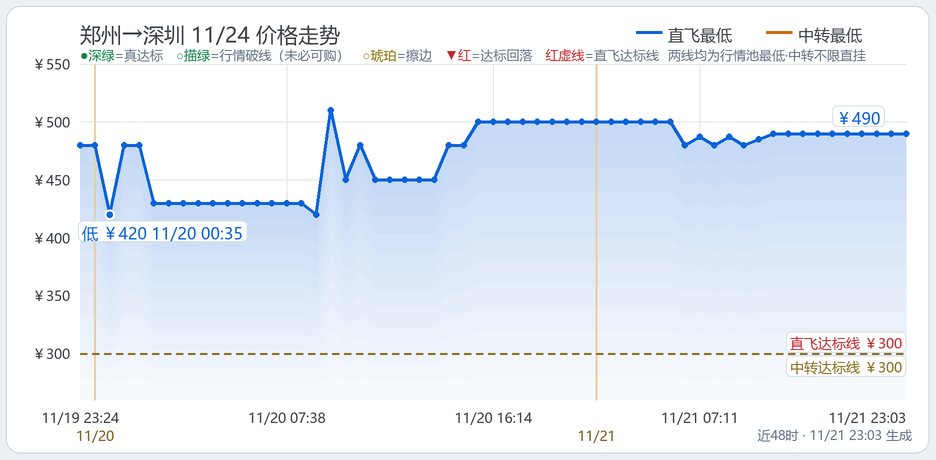 郑州→深圳 11/24 价格走势
直飞最低 中转最低
●深绿=真达标 ○描绿=行情破线（未必可购） ○琥珀=擦边 ▼红=达标回落 红虚线=直飞达标线 两线均为行情池最低·中转不限直挂
¥550
¥500
¥490
¥450
低 ¥420 11/20 00:35
¥400
¥350
直飞达标线 ¥300
¥300
中转达标线 ¥300
11/19 23:24 11/20 07:38 11/20 16:14 11/21 07:11 11/21 23:03
11/20 11/21
近48时 · 11/21 23:03 生成